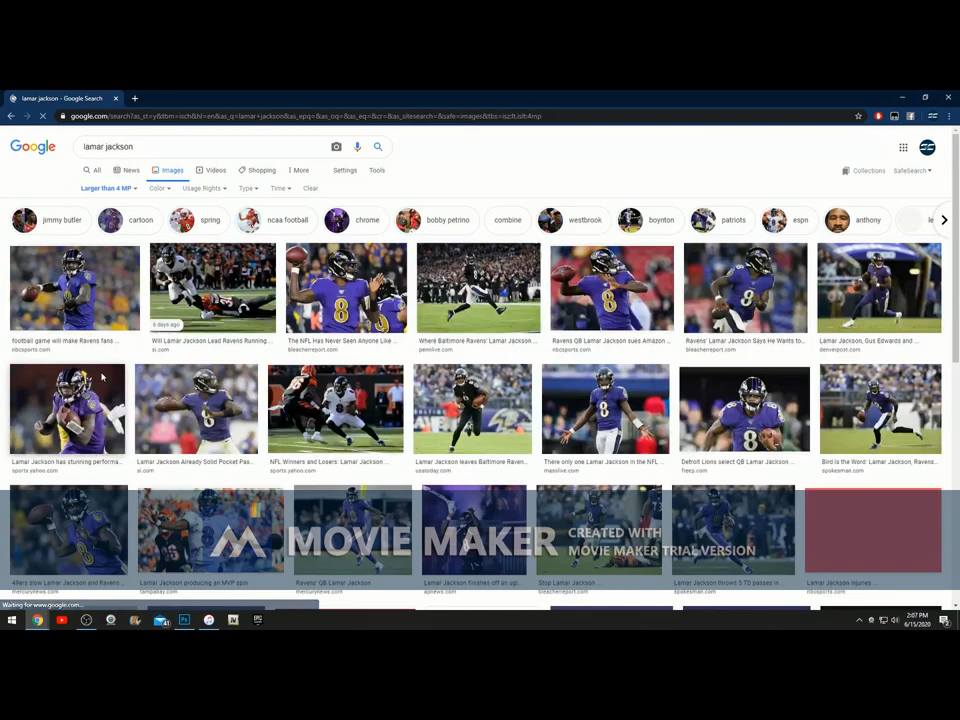 lamar jackson - Google Search
google.com/search?as_st=y&tbm=isch&hl=en&as_q=lamar+jackson&as_epq=&as_oq=&as_eq=&cr=&as_sitesearch=&safe=images&tbs=isz:lt,islt:4mp
Google
lamar jackson
All News Images Videos Shopping More Settings Tools
Collections SafeSearch
Larger than 4 MP Color Usage Rights Type Time Clear
jimmy butler cartoon spring ncaa football chrome bobby petrino combine westbrook boynton patriots espn anthony le
6 days ago
football game will make Ravens fans ... Will Lamar Jackson Lead Ravens Running ... The NFL Has Never Seen Anyone Like ... Where Baltimore Ravens' Lamar Jackson ... Ravens QB Lamar Jackson sues Amazon ... Ravens' Lamar Jackson Says He Wants to... Lamar Jackson, Gus Edwards and ...
nbcsports.com si.com bleacherreport.com pennlive.com nbcsports.com bleacherreport.com denverpost.com
Lamar Jackson has stunning performa... Lamar Jackson Already Solid Pocket Pas... NFL Winners and Losers: Lamar Jackson ... Lamar Jackson leaves Baltimore Raven... There only one Lamar Jackson in the NFL ... Detroit Lions select QB Lamar Jackson ... Bird is the Word: Lamar Jackson, Ravens...
sports.yahoo.com si.com sports.yahoo.com usatoday.com masslive.com freep.com spokesman.com
MOVIE MAKER
CREATED WITH
MOVIE MAKER TRIAL VERSION
49ers slow Lamar Jackson and Ravens ... Lamar Jackson producing an MVP spin Ravens' QB Lamar Jackson Lamar Jackson finishes off an up... Stop Lamar Jackson ... Lamar Jackson throws 5 TD passes in ... Lamar Jackson injuries ...
mercurynews.com tampabay.com mercurynews.com apnews.com bleacherreport.com spokesman.com nbcsports.com
Waiting for www.google.com...
41
2:07 PM
6/15/2020
2